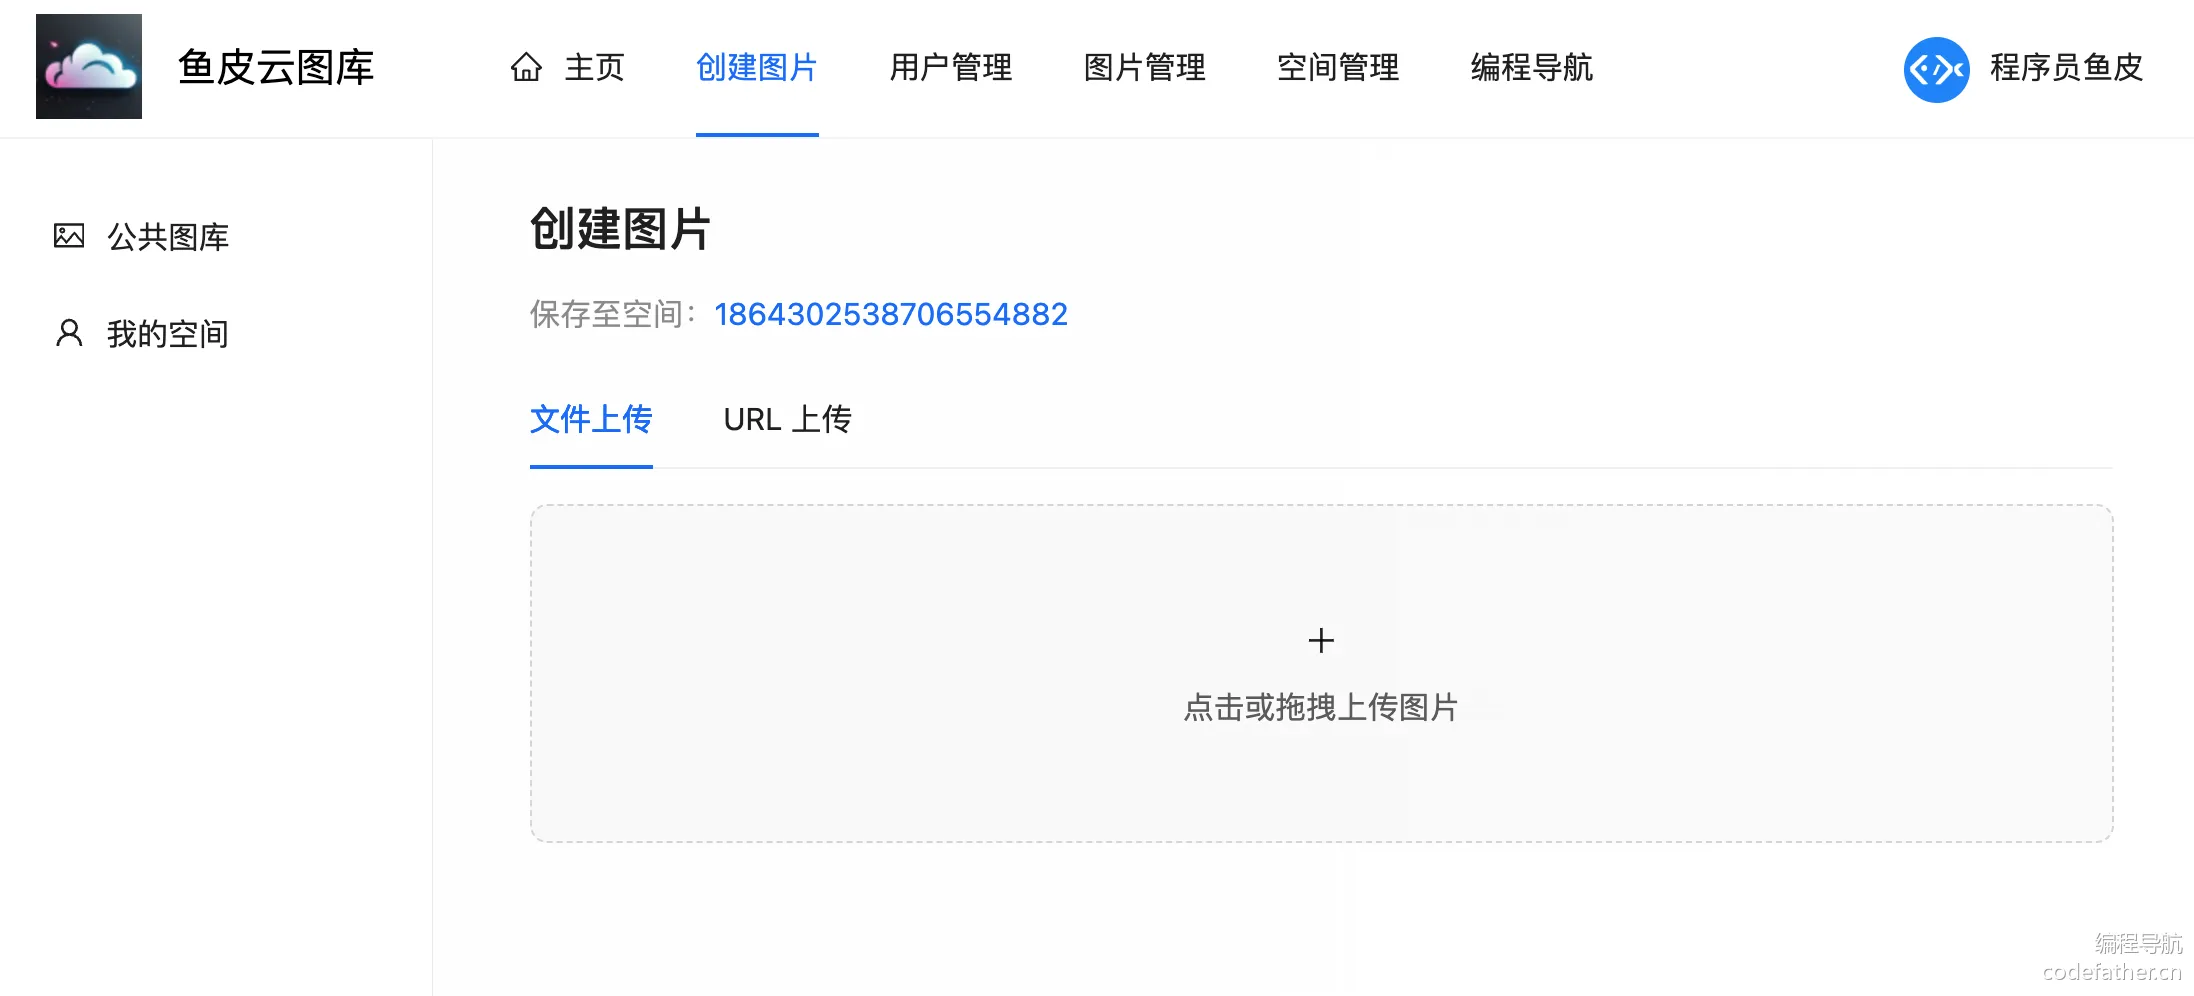 鱼皮云图库
主页 创建图片 用户管理 图片管理 空间管理 编程导航
程序员鱼皮
公共图库
我的空间
创建图片
保存至空间：1864302538706554882
文件上传 URL 上传
点击或拖拽上传图片
编程导航
codefather.cn